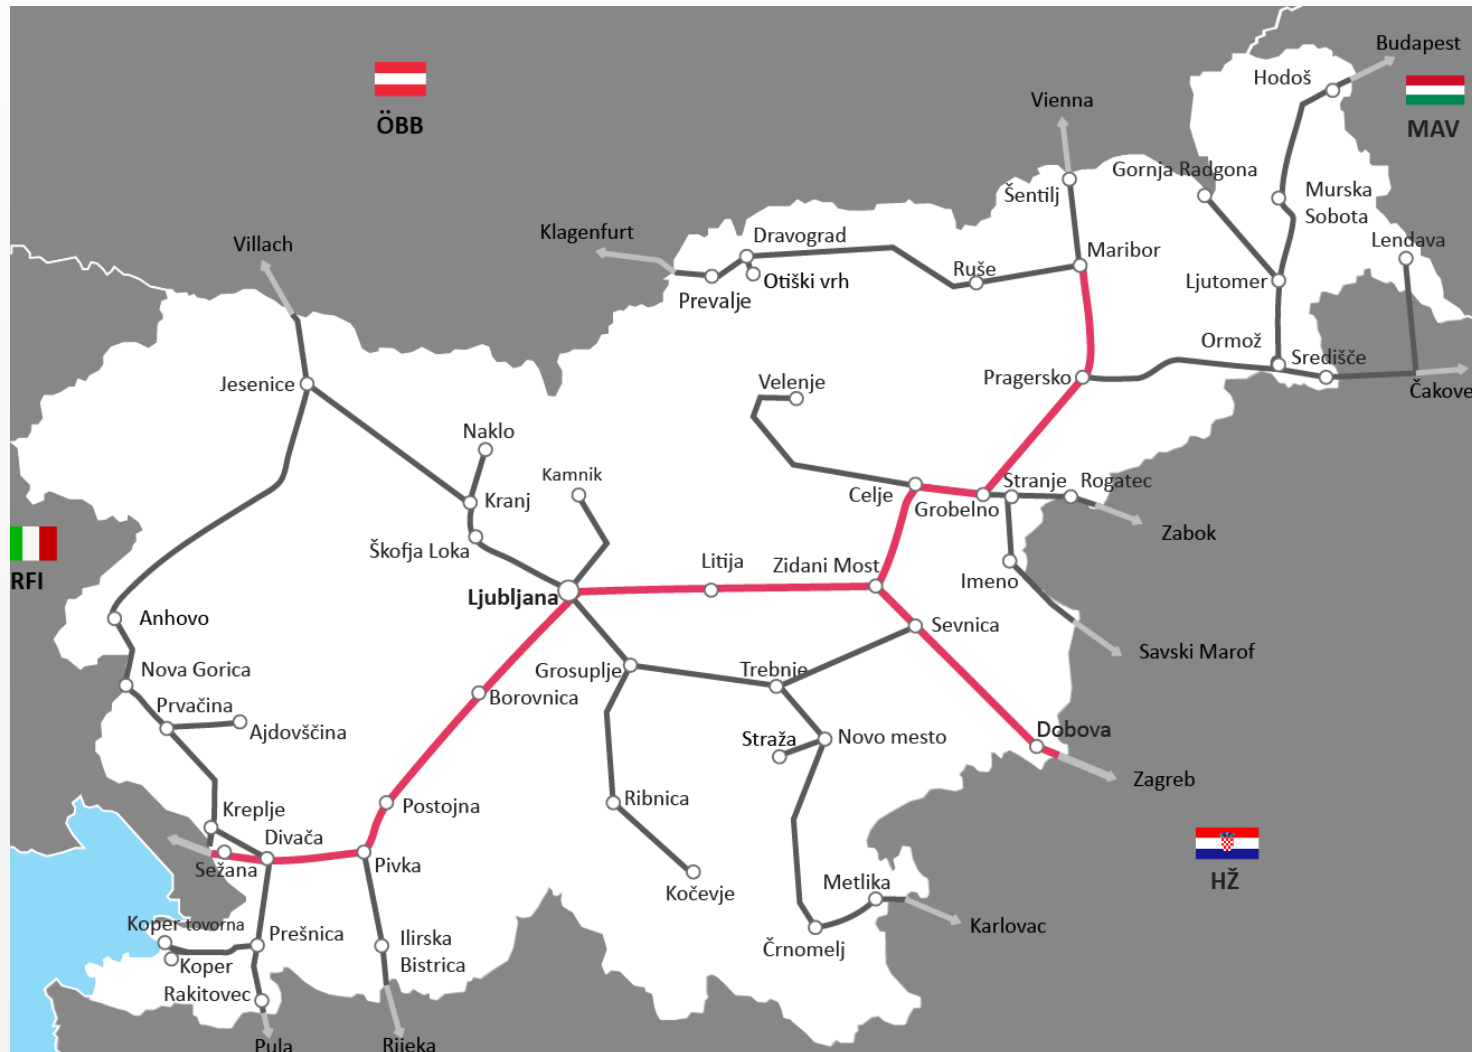 Budapest
Hodoš
MAV
ÖBB
Vienna
Gornja Radgona
Šentilj
Murska
Sobota
Klagenfurt
Dravograd
Lendava
Villach
Maribor
Ruše
Otiški vrh
Ljutomer
Prevalje
Ormož
Središče
Jesenice
Velenje
Pragersko
Čakove
Naklo
Kamnik
Stranje
Rogatec
Celje
Kranj
Grobelno
Zabok
Škofja Loka
Litija
Zidani Most
RFI
Imeno
Ljubljana
Anhovo
Sevnica
Savski Marof
Nova Gorica
Grosuplje
Trebnje
Borovnica
Prvačina
Ajdovščina
Straža
Novo mesto
Dobova
Zagreb
Kreplje
Postojna
Ribnica
Divača
Sežana
Pivka
HŽ
Kočevje
Metlika
Koper tovorna
Prešnica
Karlovac
Ilirska
Bistrica
Črnomelj
Koper
Rakitovec
Pula
Rijeka